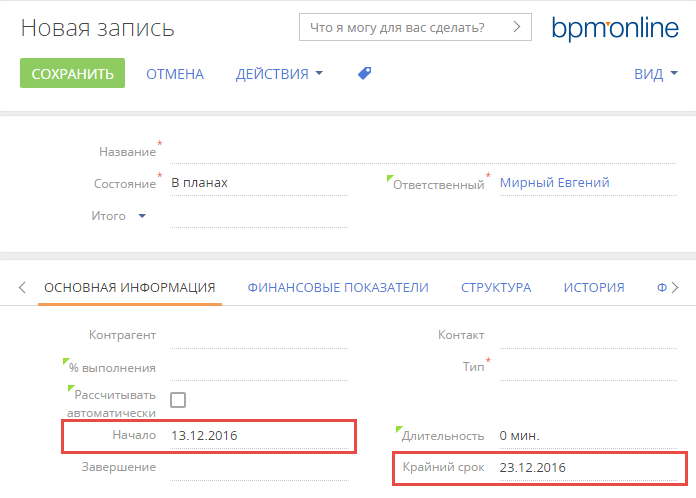 Новая запись
Что я могу для вас сделать?
bpm'online
СОХРАНИТЬ ОТМЕНА ДЕЙСТВИЯ ВИД
Название*
Состояние* В планах Ответственный* Мирный Евгений
Итого
ОСНОВНАЯ ИНФОРМАЦИЯ ФИНАНСОВЫЕ ПОКАЗАТЕЛИ СТРУКТУРА ИСТОРИЯ Ф
Контрагент Контакт
% выполнения Тип*
Рассчитывать
автоматически
Начало 13.12.2016 Длительность 0 мин.
Завершение Крайний срок 23.12.2016